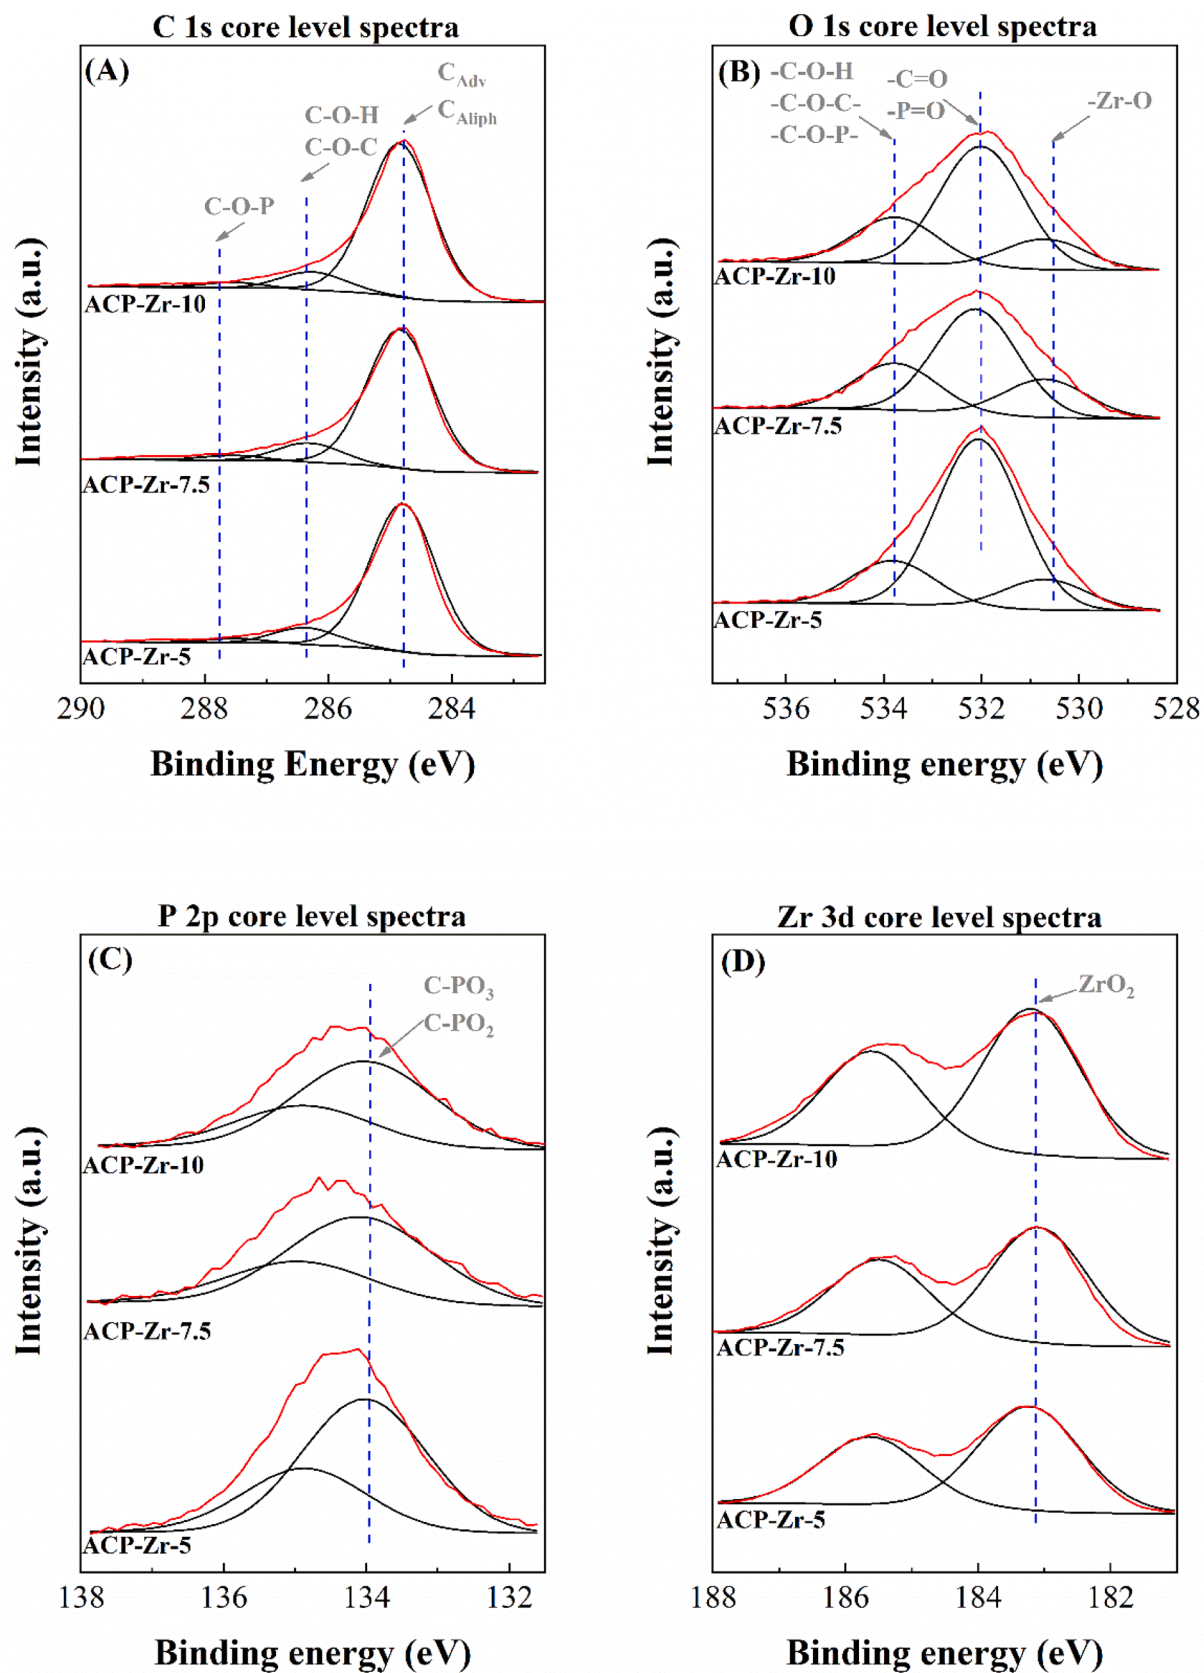 C 1s core level spectra
(A)
C_Adv
C_Aliph
C-O-H
C-O-C
C-O-P
ACP-Zr-10
ACP-Zr-7.5
ACP-Zr-5
Intensity (a.u.)
290 288 286 284
Binding Energy (eV)
O 1s core level spectra
(B)
-C-O-H
-C-O-C-
-C-O-P-
-C=O
-P=O
-Zr-O
ACP-Zr-10
ACP-Zr-7.5
ACP-Zr-5
Intensity (a.u.)
536 534 532 530 528
Binding energy (eV)
P 2p core level spectra
(C)
C-PO₃
C-PO₂
ACP-Zr-10
ACP-Zr-7.5
ACP-Zr-5
Intensity (a.u.)
138 136 134 132
Binding energy (eV)
Zr 3d core level spectra
(D)
ZrO₂
ACP-Zr-10
ACP-Zr-7.5
ACP-Zr-5
Intensity (a.u.)
188 186 184 182
Binding energy (eV)